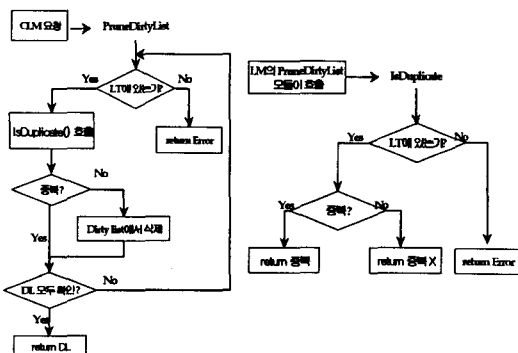 CLM 요청
PruneDirtyList
Yes
LT에 있는가?
No
IsDuplicate() 호출
return Error
중복?
No
Dirty list에서 삭제
Yes
DL 모두 확인?
No
Yes
return DL
LM의 PruneDirtyList
모듈이 호출
IsDuplicate
Yes
LT에 있는가?
No
Yes
중복?
No
return 중복
return 중복 X
return Error